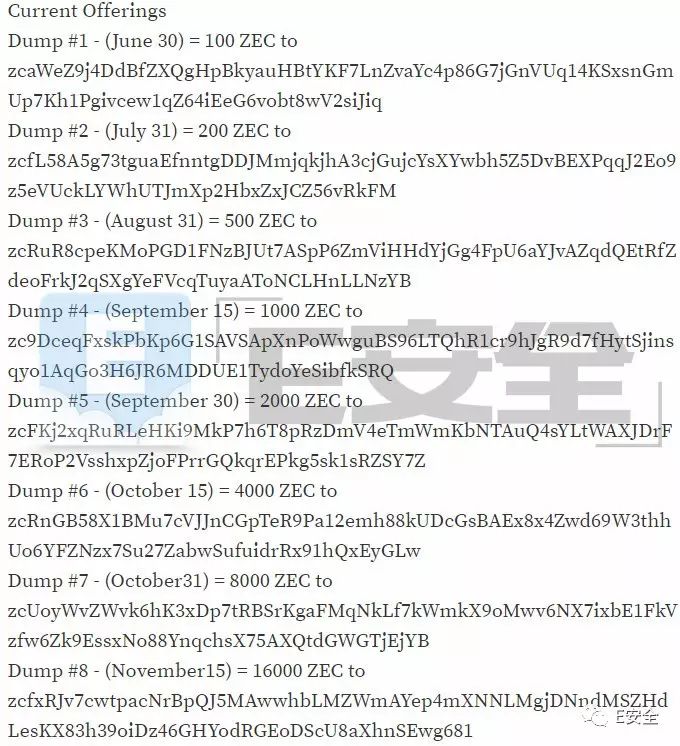 Current Offerings
Dump #1 - (June 30) = 100 ZEC to
zcaWeZ9j4DdBfZXQgHpBkyauHBtYKF7LnZvaYc4p86G7jGnVUq14KSxsnGm
Up7Kh1Pgivcew1qZ64iEeG6vobt8wV2siJiq
Dump #2 - (July 31) = 200 ZEC to
zcfL58A5g73tguaEfnntgDDJMmjqkjhA3cjGujcYsXYwbh5Z5DvBEXPqqJ2Eo9
z5eVUckLYWhUTJmXp2HbxZxJCZ56vRkFM
Dump #3 - (August 31) = 500 ZEC to
zcRuR8cpeKMoPGD1FNzBJUt7ASpP6ZmViHHdYjGg4FpU6aYJvAZqdQEtRfZ
deoFrkJ2qSXgYeFVcqTuyaAToNCLHnLLNzYB
Dump #4 - (September 15) = 1000 ZEC to
zc9DceqFxskPbKp6G1SAVSApXnPoWwguBS96LTQhR1cr9hJgR9d7fHytSjins
qyo1AqGo3H6JR6MDDUE1TydoYeSibfkSRQ
Dump #5 - (September 30) = 2000 ZEC to
zcFKj2xqRuRLeHKi9MkP7h6T8pRzDmV4eTmWmKbNTAuQ4sYLtWAXJDrF
7ERoP2VsshxpZjoFPrrGQkqrEPkg5sk1sRZSY7Z
Dump #6 - (October 15) = 4000 ZEC to
zcRnGB58X1BMu7cVJJnCGpTeR9Pa12emh88kUDcGsBAEx8x4Zwd69W3thh
Uo6YFZNzx7Su27ZabwSufuidrRx91hQxEyGLw
Dump #7 - (October31) = 8000 ZEC to
zcUoyWvZWvk6hK3xDp7tRBSrKgaFMqNkLf7kWmkX9oMwv6NX7ixbE1FkV
zfw6Zk9EssxNo88YnqchsX75AXQtdGWGTjEjYB
Dump #8 - (November15) = 16000 ZEC to
zcfxRJv7cwtpacNrBpQJ5MAwwhbLMZWmAYep4mXNNLMgjDNndMSZHd
LesKX83h39oiDz46GHYodRGEoDScU8aXhnSEwg681
E安全
E安全